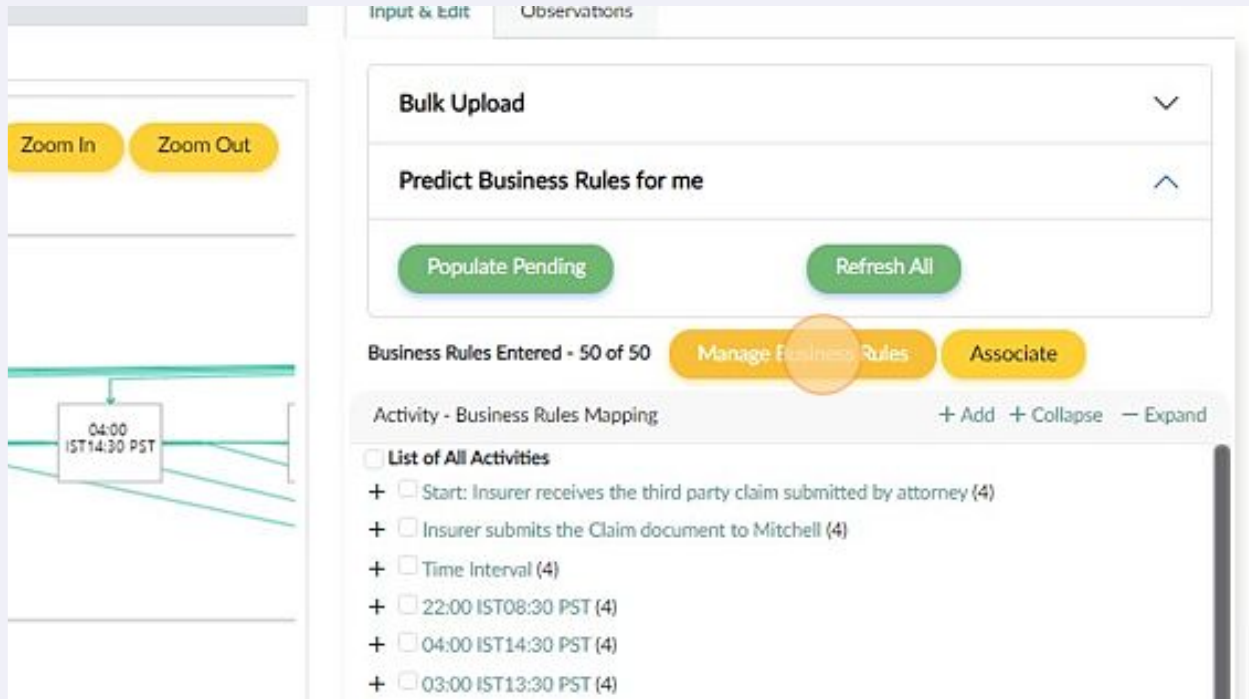 Input & Edit Observations
Bulk Upload
Zoom In Zoom Out
Predict Business Rules for me
Populate Pending Refresh All
Business Rules Entered - 50 of 50 Manage Business Rules Associate
Activity - Business Rules Mapping + Add + Collapse — Expand
04:00
IST14:30 PST
List of All Activities
+ Start: Insurer receives the third party claim submitted by attorney (4)
+ Insurer submits the Claim document to Mitchell (4)
+ Time Interval (4)
+ 22:00 IST08:30 PST (4)
+ 04:00 IST14:30 PST (4)
+ 03:00 IST13:30 PST (4)